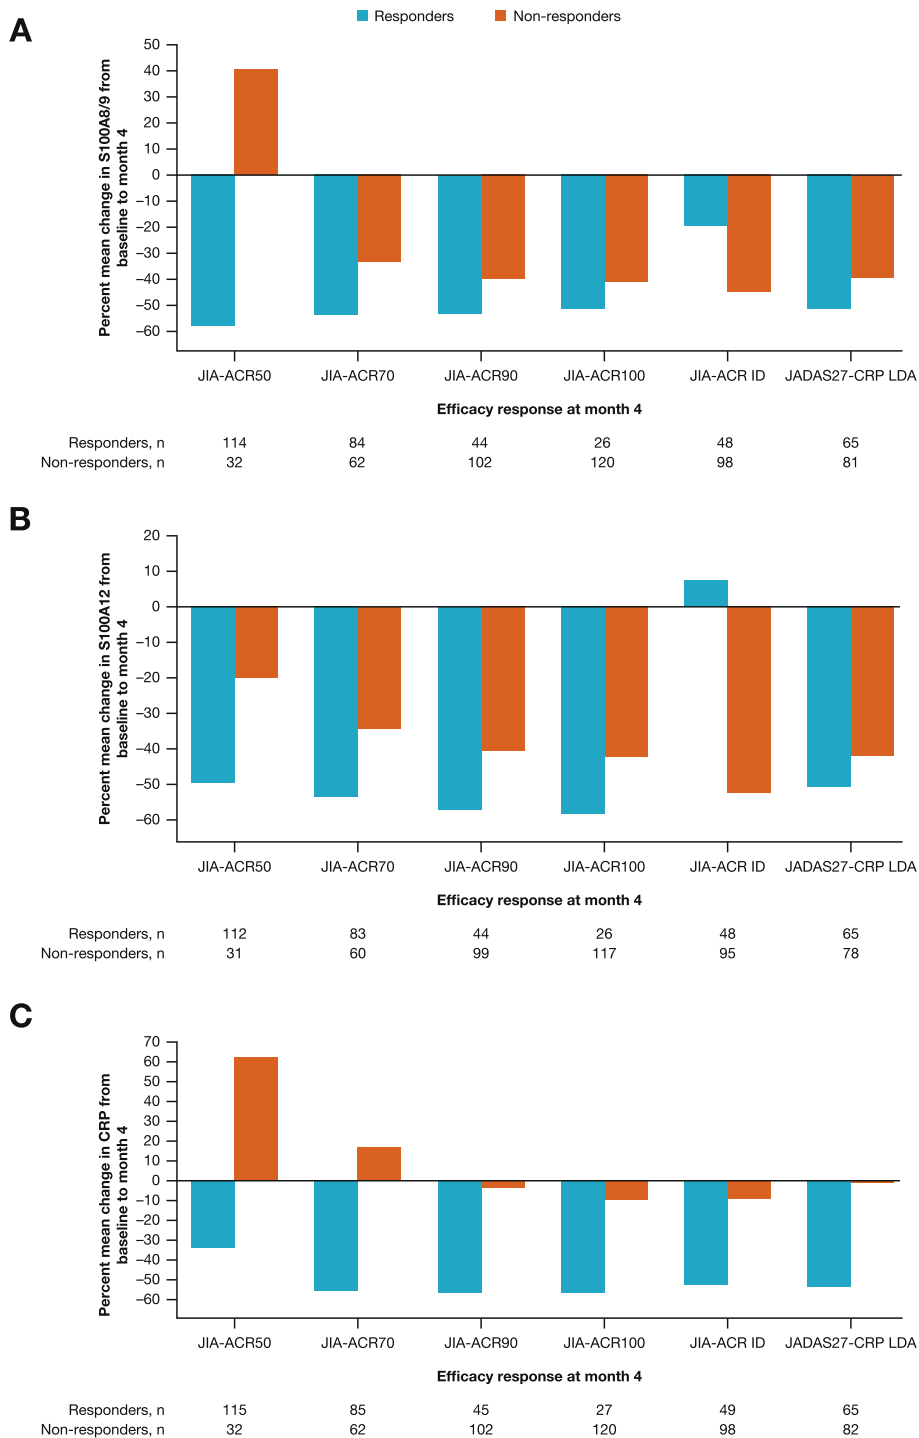 Responders Non-responders
A
Percent mean change in S100A8/9 from
baseline to month 4
50
40
30
20
10
0
–10
–20
–30
–40
–50
–60
JIA-ACR50 JIA-ACR70 JIA-ACR90 JIA-ACR100 JIA-ACR ID JADAS27-CRP LDA
Efficacy response at month 4
Responders, n 114 84 44 26 48 65
Non-responders, n 32 62 102 120 98 81
B
Percent mean change in S100A12 from
baseline to month 4
20
10
0
–10
–20
–30
–40
–50
–60
JIA-ACR50 JIA-ACR70 JIA-ACR90 JIA-ACR100 JIA-ACR ID JADAS27-CRP LDA
Efficacy response at month 4
Responders, n 112 83 44 26 48 65
Non-responders, n 31 60 99 117 95 78
C
Percent mean change in CRP from
baseline to month 4
70
60
50
40
30
20
10
0
–10
–20
–30
–40
–50
–60
JIA-ACR50 JIA-ACR70 JIA-ACR90 JIA-ACR100 JIA-ACR ID JADAS27-CRP LDA
Efficacy response at month 4
Responders, n 115 85 45 27 49 65
Non-responders, n 32 62 102 120 98 82